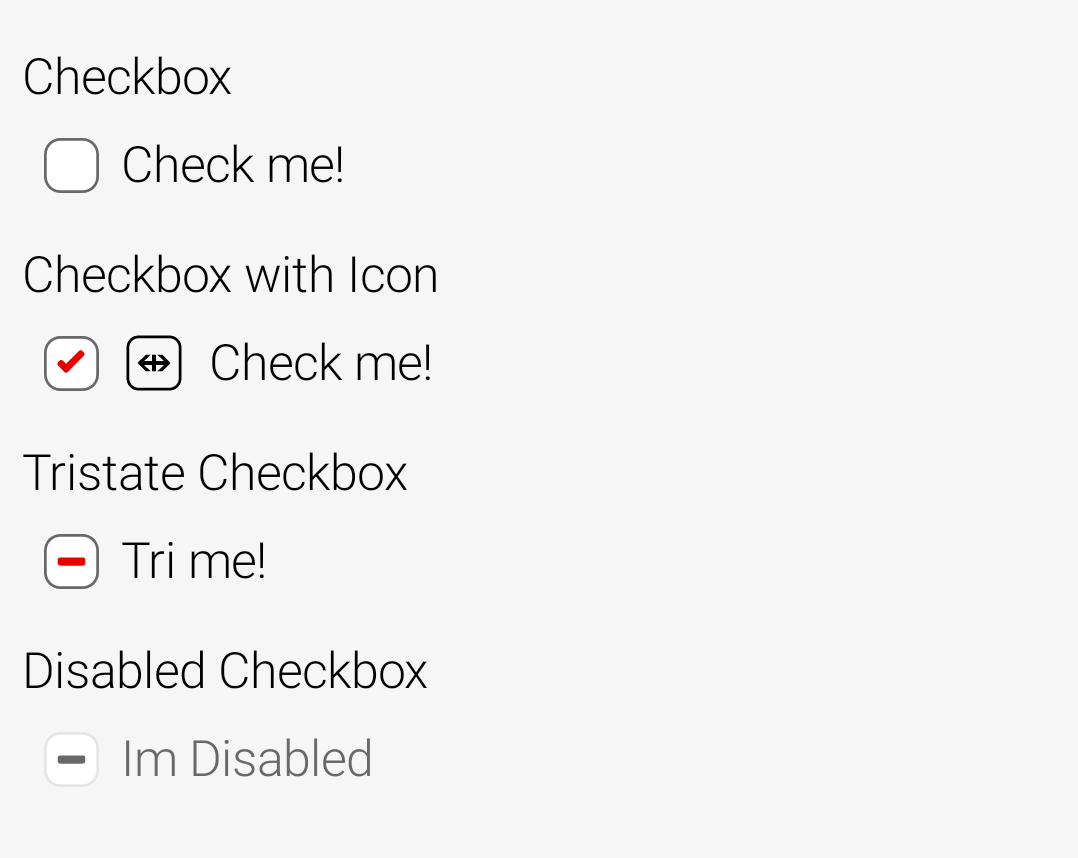 Checkbox
Check me!
Checkbox with Icon
Check me!
Tristate Checkbox
Tri me!
Disabled Checkbox
Im Disabled